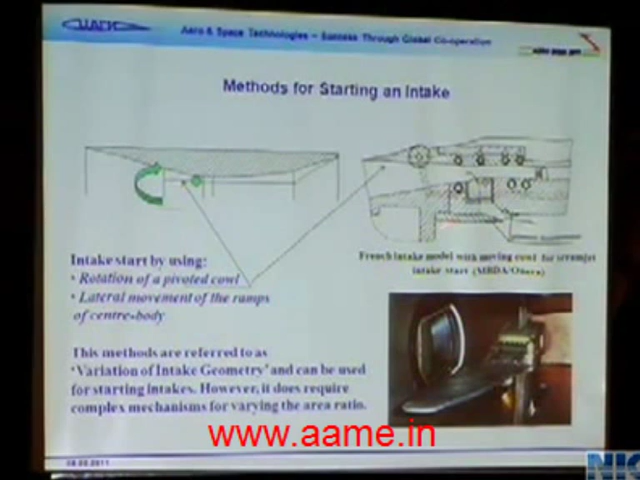 Aero & Space Technologies – Success Through Global Co-operation
Methods for Starting an Intake
Intake start by using:
• Rotation of a pivoted cowl
• Lateral movement of the ramps
of centre-body
French intake model with moving cowl for scramjet
intake start (MBDA/Onera)
This methods are referred to as
'Variation of Intake Geometry' and can be used
for starting intakes. However, it does require
complex mechanisms for varying the area ratio.
www.aame.in